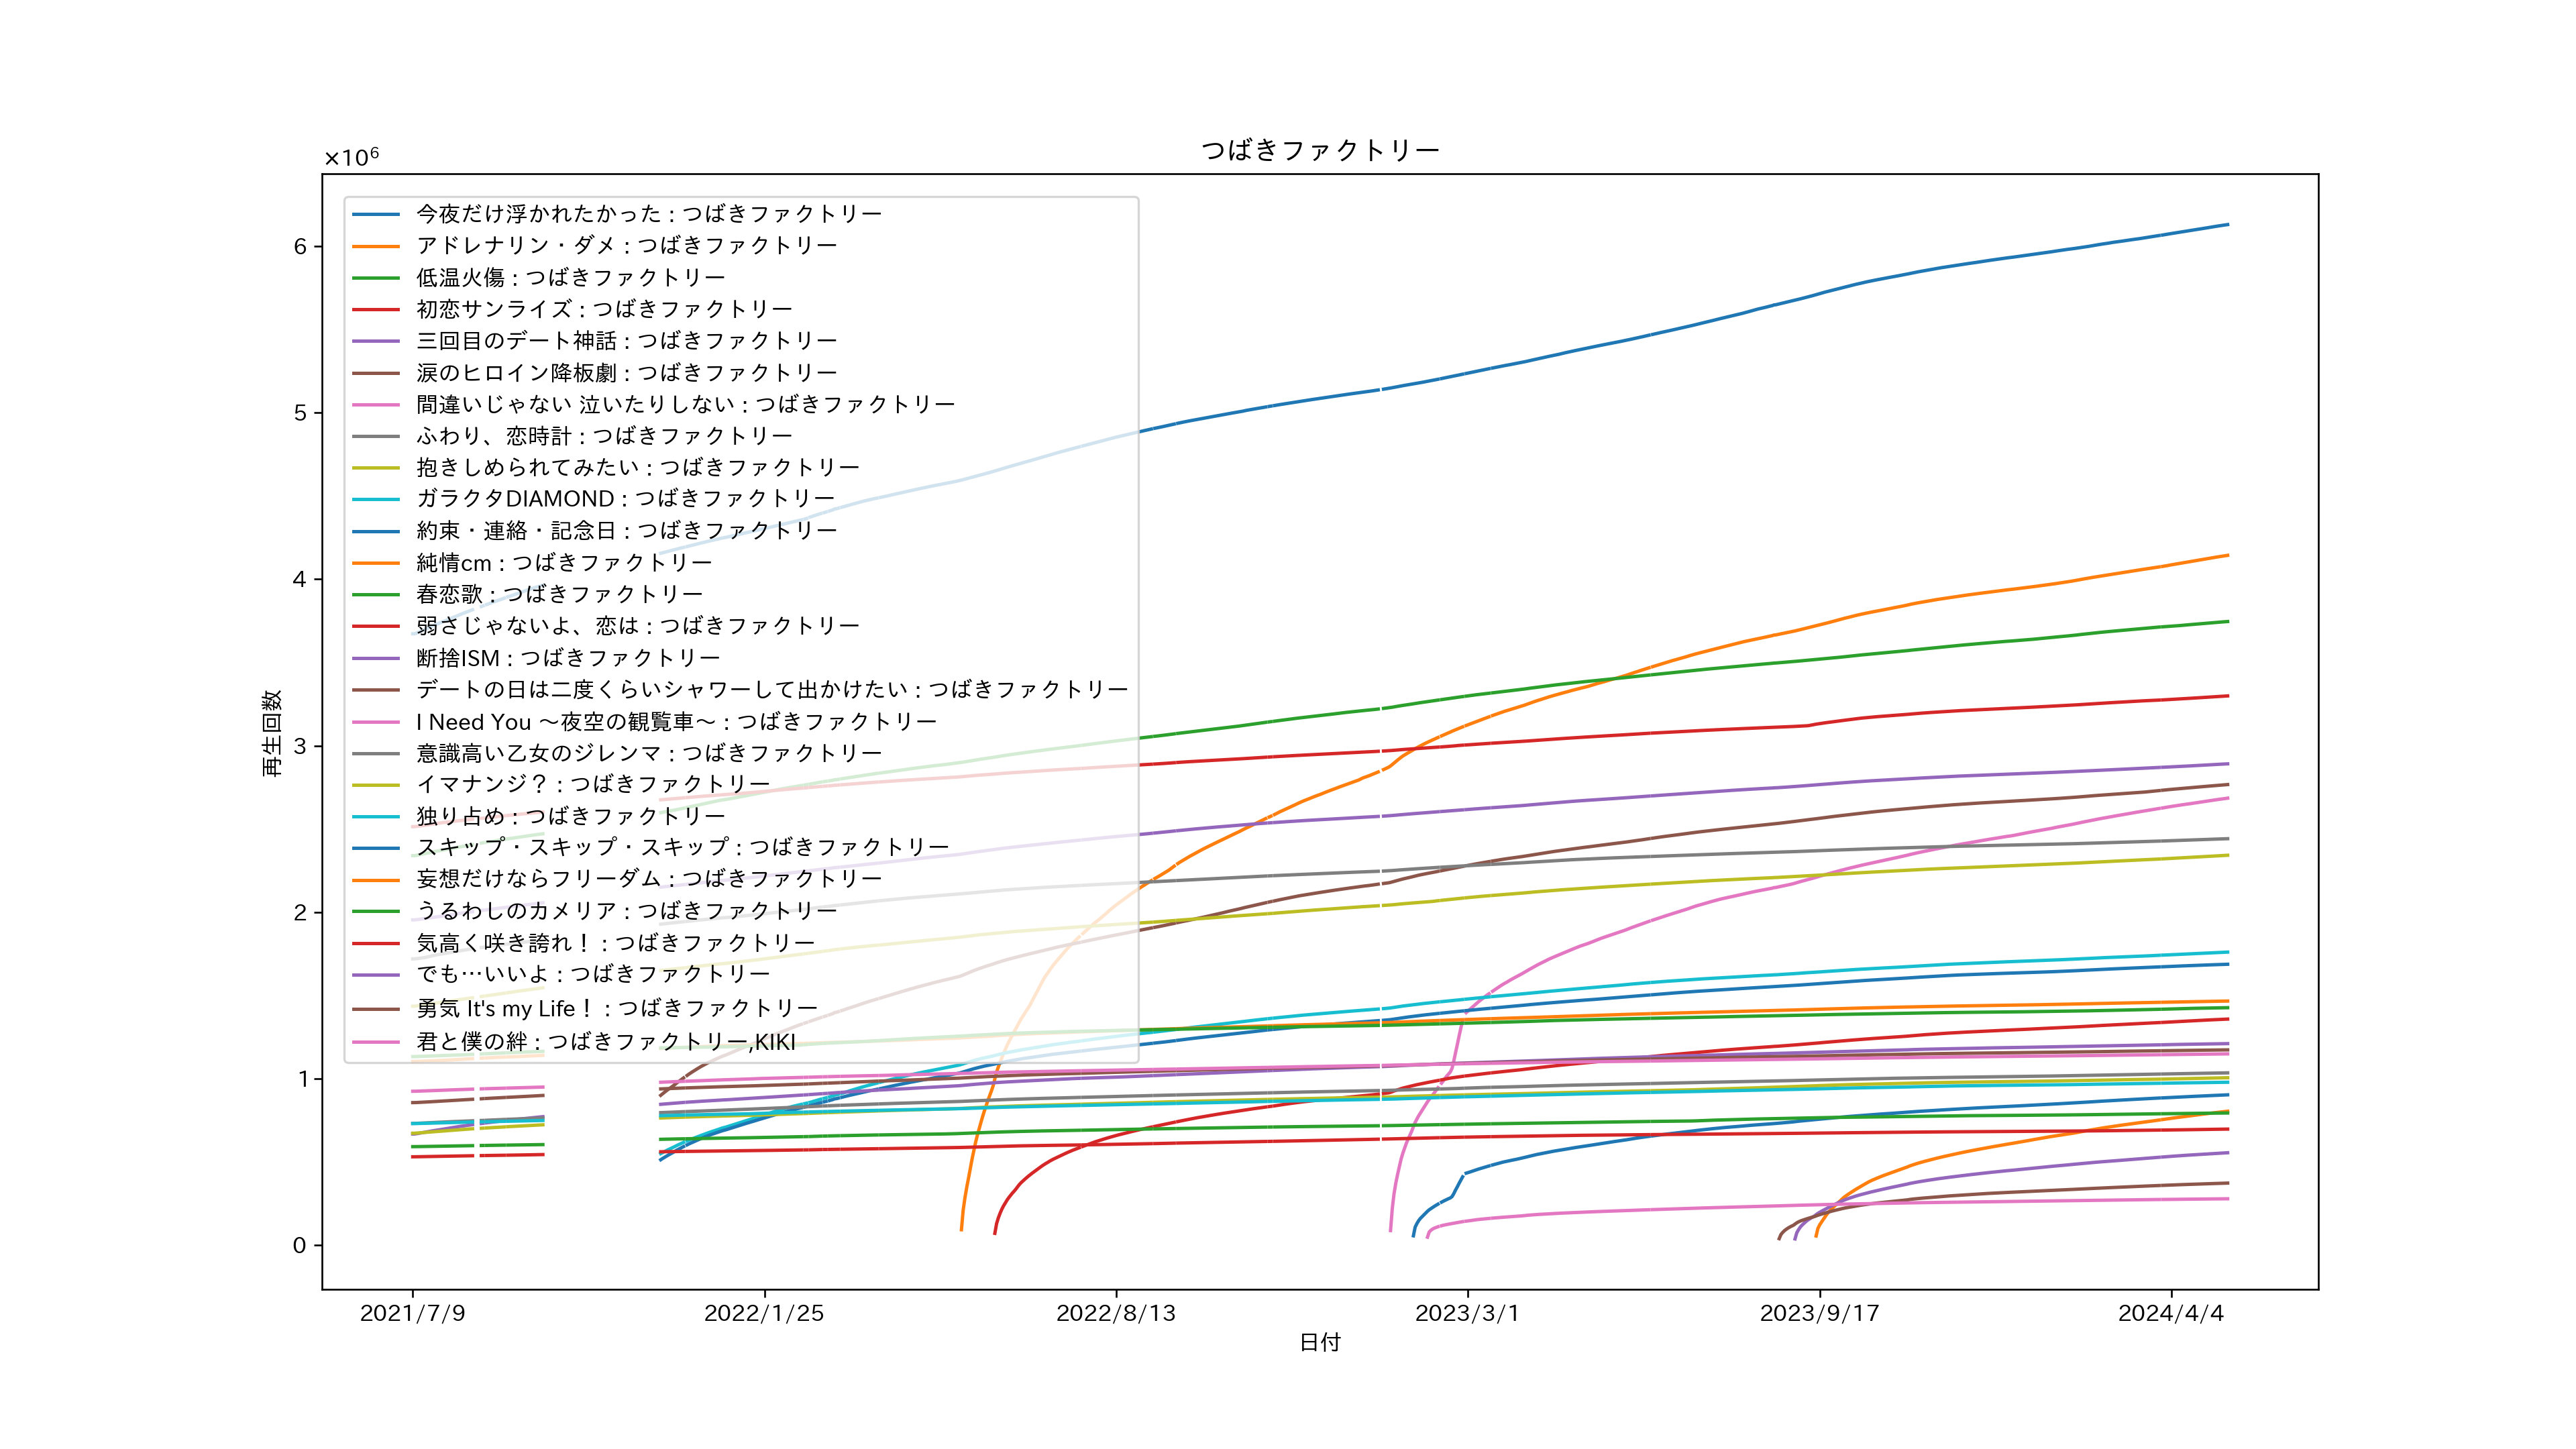 つばきファクトリー
×10⁶
今夜だけ浮かれたかった : つばきファクトリー
アドレナリン・ダメ : つばきファクトリー
低温火傷 : つばきファクトリー
初恋サンライズ : つばきファクトリー
三回目のデート神話 : つばきファクトリー
涙のヒロイン降板劇 : つばきファクトリー
間違いじゃない 泣いたりしない : つばきファクトリー
ふわり、恋時計 : つばきファクトリー
抱きしめられてみたい : つばきファクトリー
ガラクタDIAMOND : つばきファクトリー
約束・連絡・記念日 : つばきファクトリー
純情cm : つばきファクトリー
春恋歌 : つばきファクトリー
弱さじゃないよ、恋は : つばきファクトリー
断捨ISM : つばきファクトリー
デートの日は二度くらいシャワーして出かけたい : つばきファクトリー
I Need You ～夜空の観覧車～ : つばきファクトリー
意識高い乙女のジレンマ : つばきファクトリー
イマナンジ？ : つばきファクトリー
独り占め : つばきファクトリー
スキップ・スキップ・スキップ : つばきファクトリー
妄想だけならフリーダム : つばきファクトリー
うるわしのカメリア : つばきファクトリー
気高く咲き誇れ！ : つばきファクトリー
でも…いいよ : つばきファクトリー
勇気 It's my Life！ : つばきファクトリー
君と僕の絆 : つばきファクトリー,KIKI
6
5
4
3
2
1
0
再生回数
2021/7/9
2022/1/25
2022/8/13
2023/3/1
2023/9/17
2024/4/4
日付